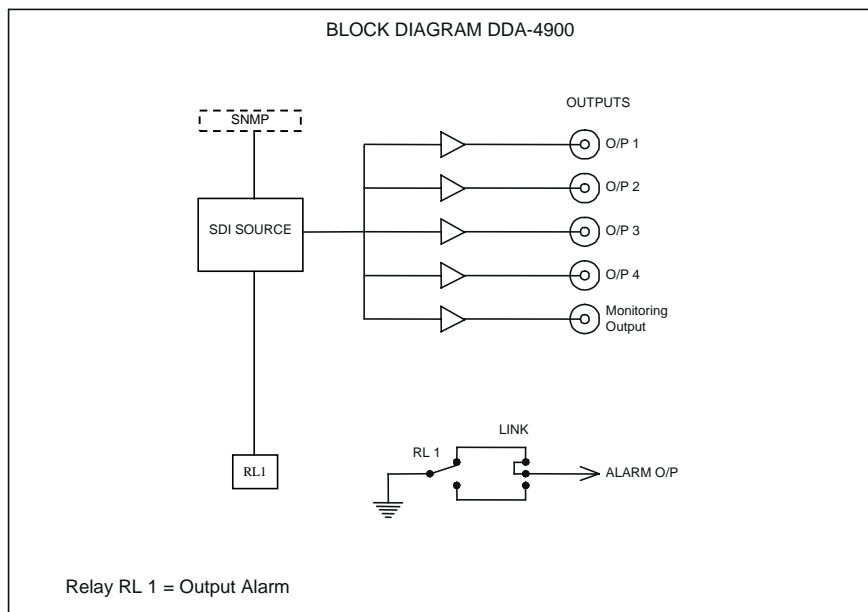 BLOCK DIAGRAM DDA-4900
OUTPUTS
SNMP
O/P 1
O/P 2
SDI SOURCE
O/P 3
O/P 4
Monitoring
Output
LINK
RL 1
RL1
ALARM O/P
Relay RL 1 = Output Alarm